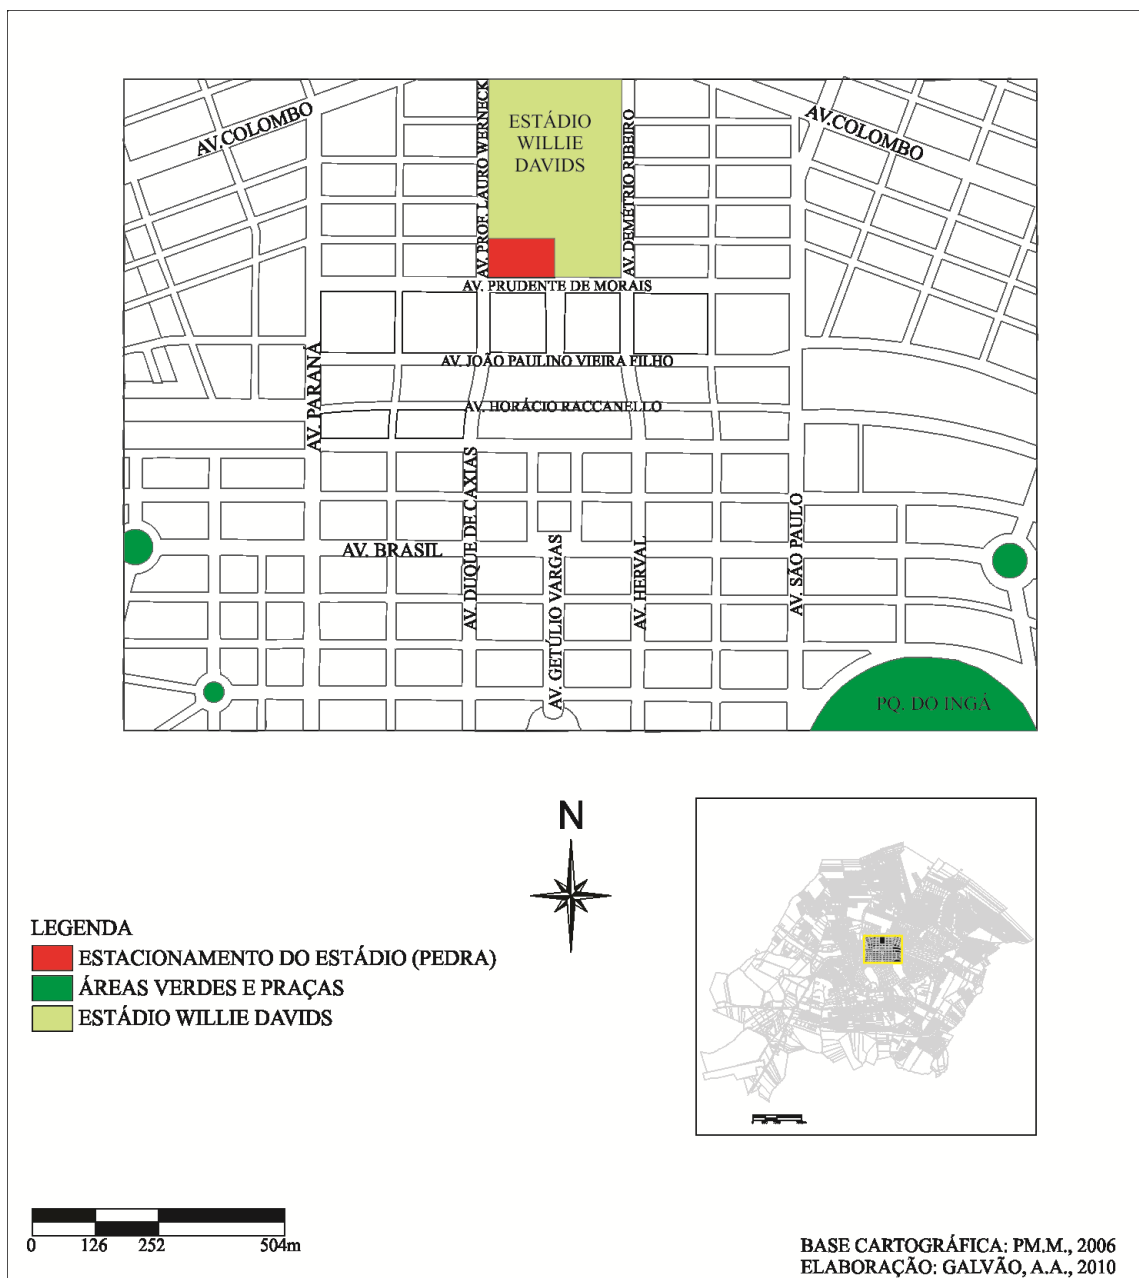 AV.COLOMBO
AV. PROF. LAURO WERNECK
ESTÁDIO
WILLIE
DAVIDS
AV. DEMÉTRIO RIBEIRO
AV.COLOMBO
AV. PRUDENTE DE MORAIS
AV. PARANÁ
AV. JOÃO PAULINO VIEIRA FILHO
AV. HORÁCIO RACCANELLO
AV. DUQUE DE CAXIAS
AV. BRASIL
AV. GETÚLIO VARGAS
AV. HERVAL
AV. SÃO PAULO
PQ. DO INGÁ
N
LEGENDA
ESTACIONAMENTO DO ESTÁDIO (PEDRA)
ÁREAS VERDES E PRAÇAS
ESTÁDIO WILLIE DAVIDS
0 126 252 504m
BASE CARTOGRÁFICA: PM.M., 2006
ELABORAÇÃO: GALVÃO, A.A., 2010